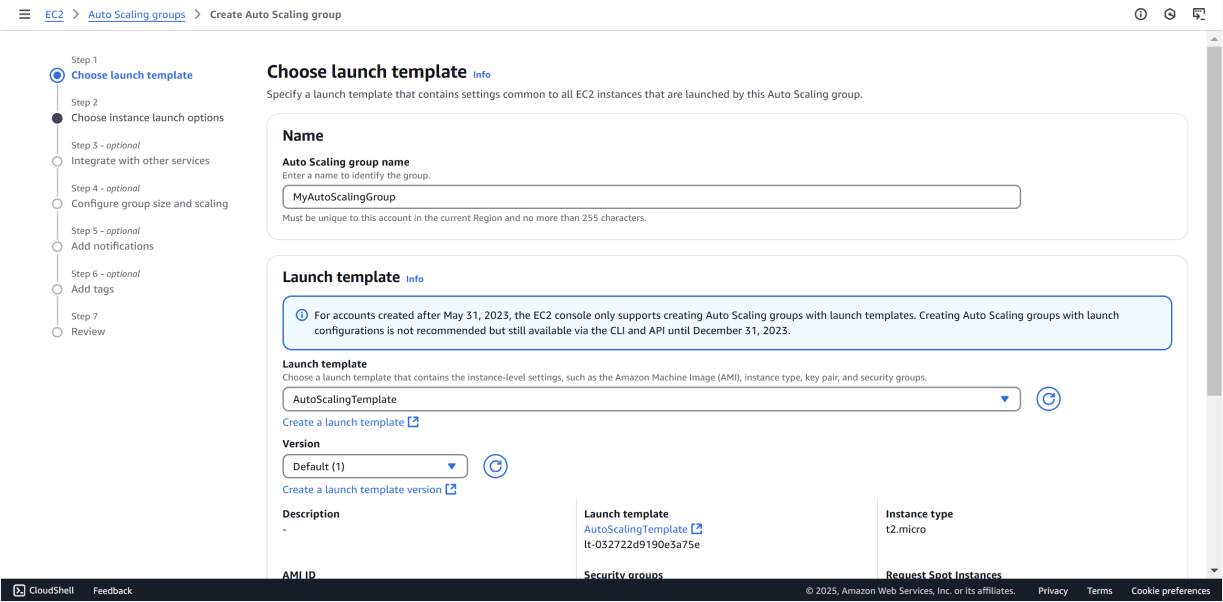 EC2 > Auto Scaling groups > Create Auto Scaling group
Step 1
Choose launch template
Step 2
Choose instance launch options
Step 3 - optional
Integrate with other services
Step 4 - optional
Configure group size and scaling
Step 5 - optional
Add notifications
Step 6 - optional
Add tags
Step 7
Review
Choose launch template Info
Specify a launch template that contains settings common to all EC2 instances that are launched by this Auto Scaling group.
Name
Auto Scaling group name
Enter a name to identify the group.
MyAutoScalingGroup
Must be unique to this account in the current Region and no more than 255 characters.
Launch template Info
For accounts created after May 31, 2023, the EC2 console only supports creating Auto Scaling groups with launch templates. Creating Auto Scaling groups with launch
configurations is not recommended but still available via the CLI and API until December 31, 2023.
Launch template
Choose a launch template that contains the instance-level settings, such as the Amazon Machine Image (AMI), instance type, key pair, and security groups.
AutoScalingTemplate
Create a launch template
Version
Default (1)
Create a launch template version
Description
-
Launch template
AutoScalingTemplate
lt-032722d9190e3a75e
Instance type
t2.micro
AMI ID
Security groups
Request Spot Instances
CloudShell Feedback © 2025, Amazon Web Services, Inc. or its affiliates. Privacy Terms Cookie preferences